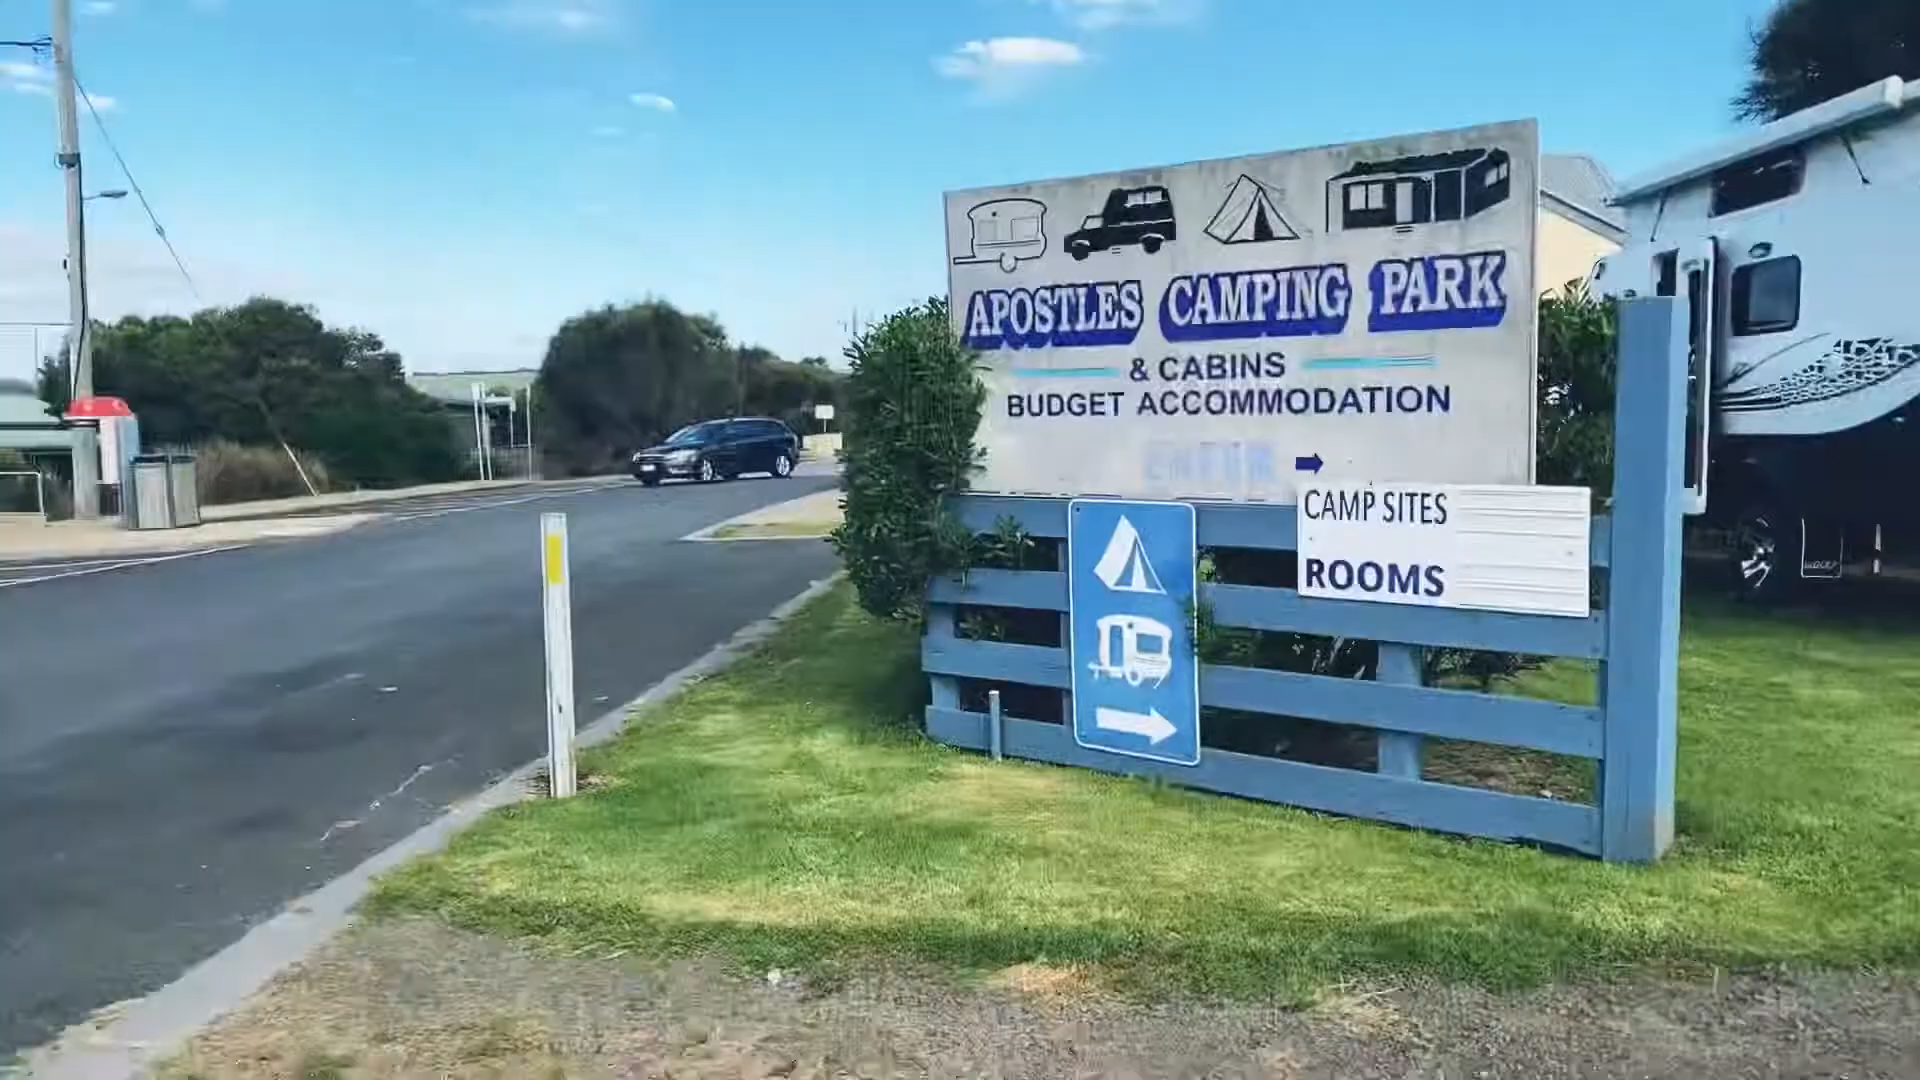 APOSTLES CAMPING PARK
& CABINS
BUDGET ACCOMMODATION
CAMP SITES
ROOMS